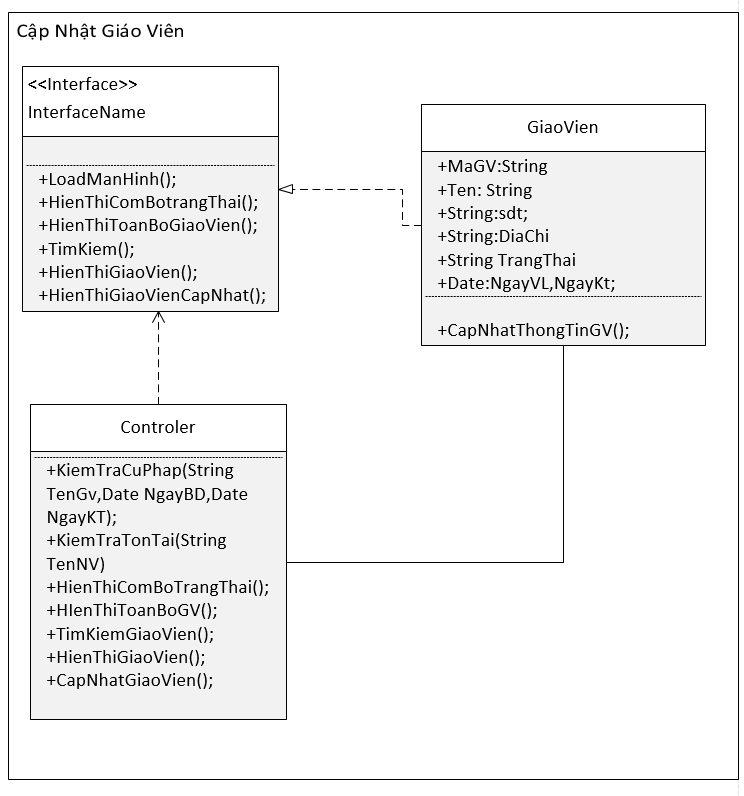 Cập Nhật Giáo Viên
<<Interface>>
InterfaceName
+LoadManHinh();
+HienThiComBotrangThai();
+HienThiToanBoGiaoVien();
+TimKiem();
+HienThiGiaoVien();
+HienThiGiaoVienCapNhat();
GiaoVien
+MaGV:String
+Ten: String
+String:sdt;
+String:DiaChi
+String TrangThai
+Date:NgayVL,NgayKt;
+CapNhatThongTinGV();
Controler
+KiemTraCuPhap(String
TenGv,Date NgayBD,Date
NgayKT);
+KiemTraTonTai(String
TenNV)
+HienThiComBoTrangThai();
+HIenThiToanBoGV();
+TimKiemGiaoVien();
+HienThiGiaoVien();
+CapNhatGiaoVien();